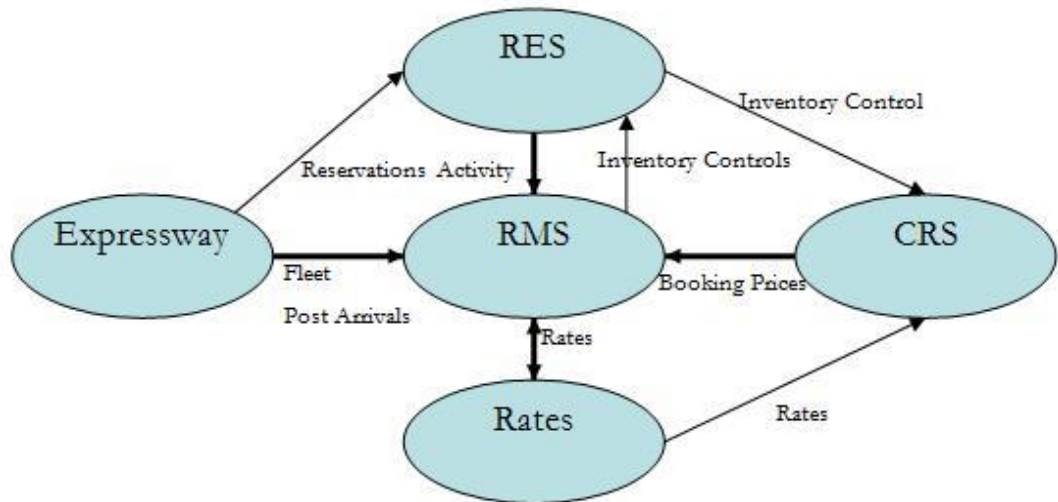 RES
Inventory Control
Reservations Activity
Inventory Controls
Expressway
RMS
CRS
Fleet
Booking Prices
Post Arrivals
Rates
Rates
Rates